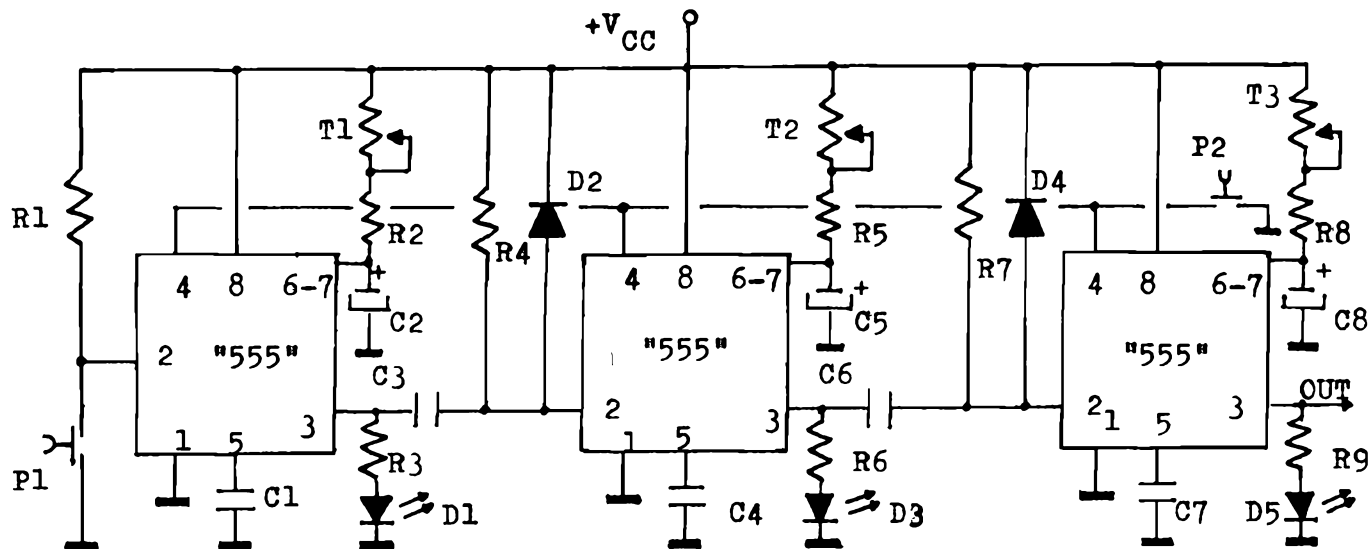 +VCC
T1
T2
T3
P2
D2
D4
R1
R2
R4
R5
R7
R8
4 8 6-7
4 8 6-7
4 8 6-7
+
C2
+
C5
+
C8
2 "555"
"555"
"555"
C3
C6
OUT
3
2
3
2
3
1 5
1 5
1 5
R3
R6
R9
P1
C1
D1
C4
D3
C7
D5